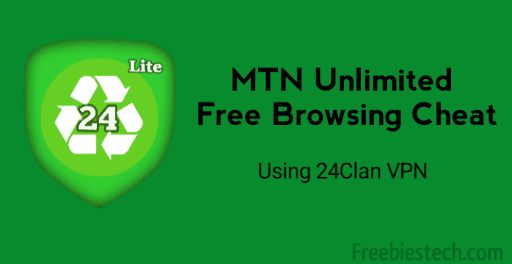 Lite
24
MTN Unlimited
Free Browsing Cheat
Using 24Clan VPN
Freebiestech.com